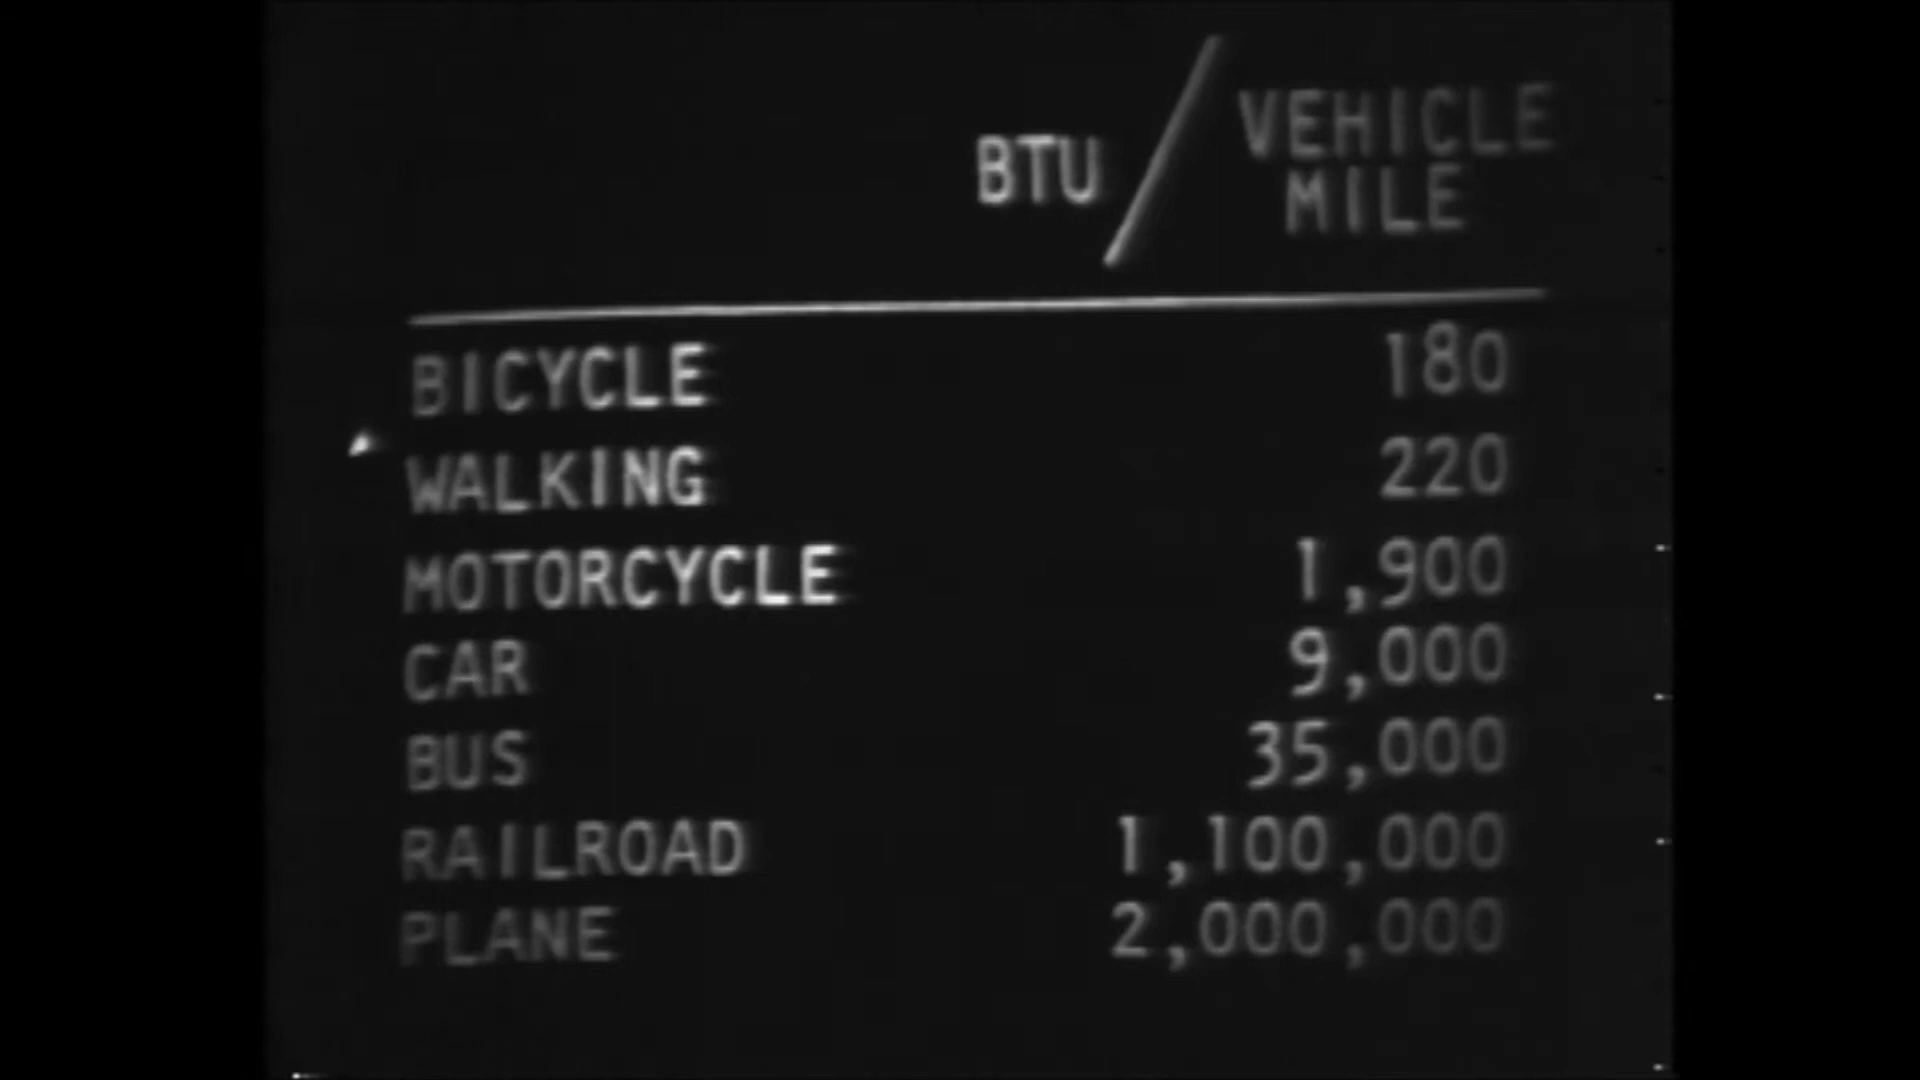 BTU / VEHICLE
MILE
BICYCLE 180
WALKING 220
MOTORCYCLE 1,900
CAR 9,000
BUS 35,000
RAILROAD 1,100,000
PLANE 2,000,000